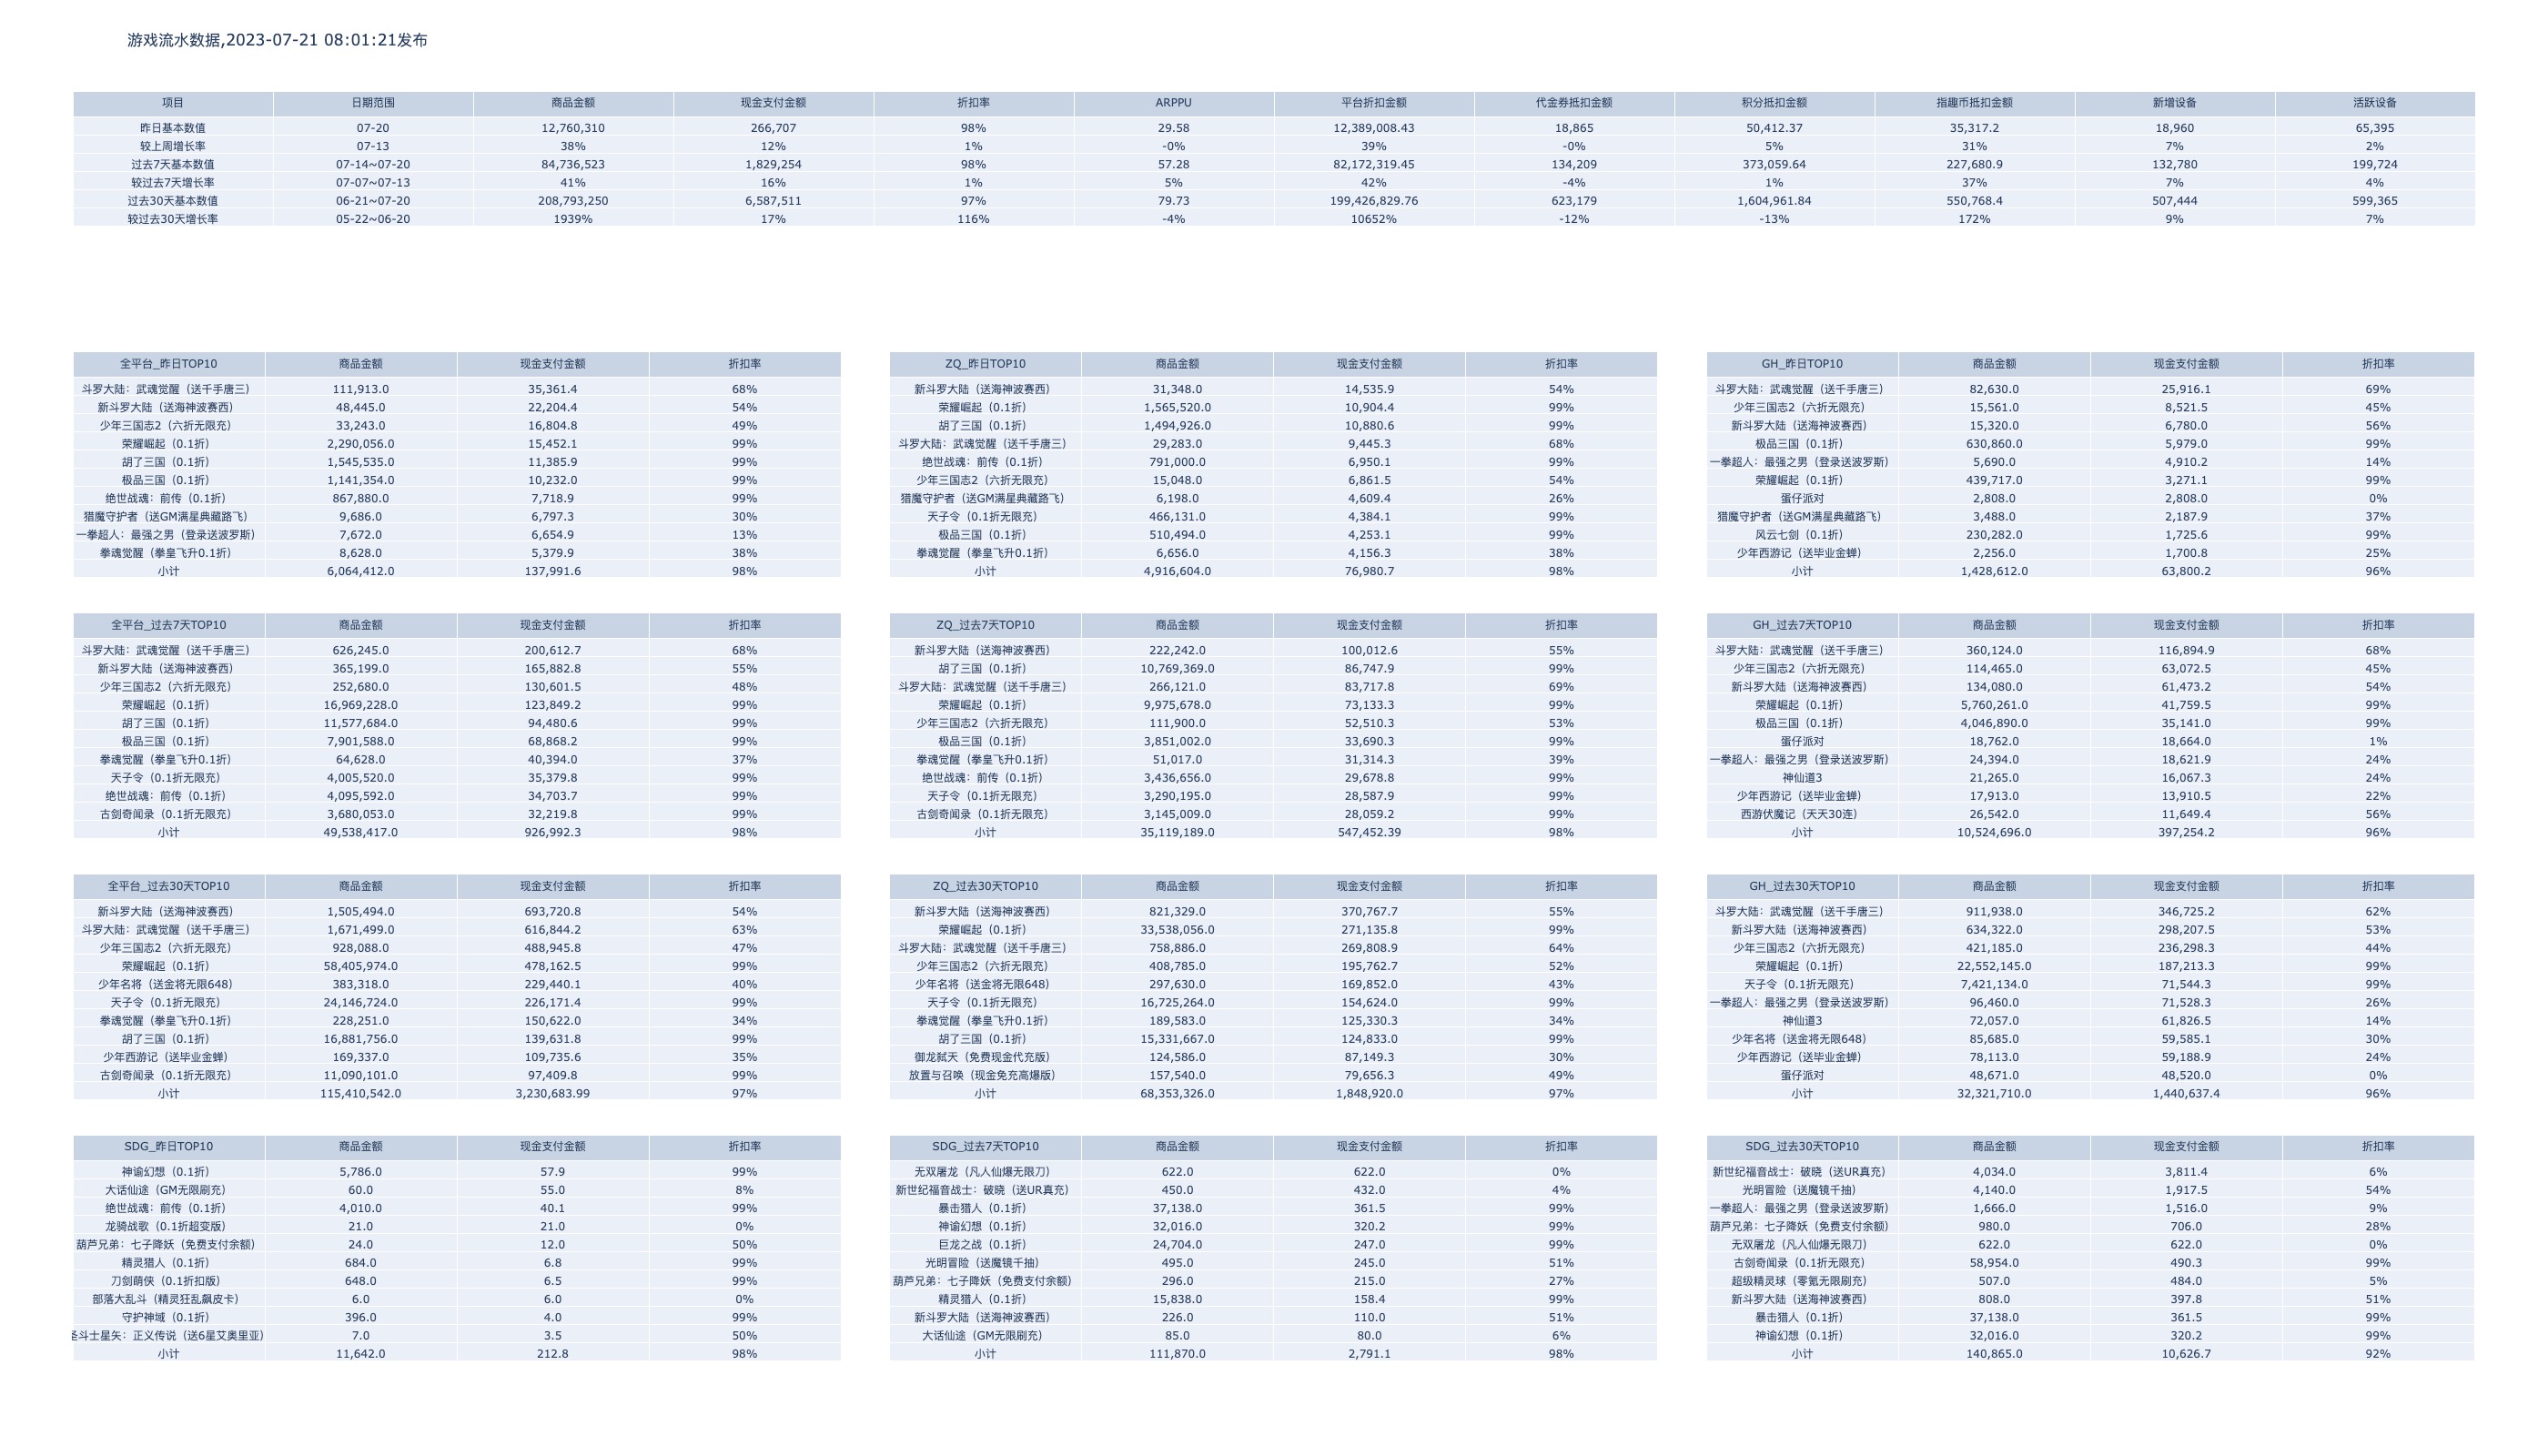 游戏流水数据,2023-07-21 08:01:21发布
项目 日期范围 商品金额 现金支付金额 折扣率 ARPPU 平台折扣金额 代金券抵扣金额 积分抵扣金额 指趣币抵扣金额 新增设备 活跃设备
昨日基本数值 07-20 12,760,310 266,707 98% 29.58 12,389,008.43 18,865 50,412.37 35,317.2 18,960 65,395
较上周增长率 07-13 38% 12% 1% -0% 39% -0% 5% 31% 7% 2%
过去7天基本数值 07-14~07-20 84,736,523 1,829,254 98% 57.28 82,172,319.45 134,209 373,059.64 227,680.9 132,780 199,724
较过去7天增长率 07-07~07-13 41% 16% 1% 5% 42% -4% 1% 37% 7% 4%
过去30天基本数值 06-21~07-20 208,793,250 6,587,511 97% 79.73 199,426,829.76 623,179 1,604,961.84 550,768.4 507,444 599,365
较过去30天增长率 05-22~06-20 1939% 17% 116% -4% 10652% -12% -13% 172% 9% 7%
全平台_昨日TOP10 商品金额 现金支付金额 折扣率
斗罗大陆：武魂觉醒（送千手唐三） 111,913.0 35,361.4 68%
新斗罗大陆（送海神波赛西） 48,445.0 22,204.4 54%
少年三国志2（六折无限充） 33,243.0 16,804.8 49%
荣耀崛起（0.1折） 2,290,056.0 15,452.1 99%
胡了三国（0.1折） 1,545,535.0 11,385.9 99%
极品三国（0.1折） 1,141,354.0 10,232.0 99%
绝世战魂：前传（0.1折） 867,880.0 7,718.9 99%
猎魔守护者（送GM满星典藏路飞） 9,686.0 6,797.3 30%
一拳超人：最强之男（登录送波罗斯） 7,672.0 6,654.9 13%
拳魂觉醒（拳皇飞升0.1折） 8,628.0 5,379.9 38%
小计 6,064,412.0 137,991.6 98%
ZQ_昨日TOP10 商品金额 现金支付金额 折扣率
新斗罗大陆（送海神波赛西） 31,348.0 14,535.9 54%
荣耀崛起（0.1折） 1,565,520.0 10,904.4 99%
胡了三国（0.1折） 1,494,926.0 10,880.6 99%
斗罗大陆：武魂觉醒（送千手唐三） 29,283.0 9,445.3 68%
绝世战魂：前传（0.1折） 791,000.0 6,950.1 99%
少年三国志2（六折无限充） 15,048.0 6,861.5 54%
猎魔守护者（送GM满星典藏路飞） 6,198.0 4,609.4 26%
天子令（0.1折无限充） 466,131.0 4,384.1 99%
极品三国（0.1折） 510,494.0 4,253.1 99%
拳魂觉醒（拳皇飞升0.1折） 6,656.0 4,156.3 38%
小计 4,916,604.0 76,980.7 98%
GH_昨日TOP10 商品金额 现金支付金额 折扣率
斗罗大陆：武魂觉醒（送千手唐三） 82,630.0 25,916.1 69%
少年三国志2（六折无限充） 15,561.0 8,521.5 45%
新斗罗大陆（送海神波赛西） 15,320.0 6,780.0 56%
极品三国（0.1折） 630,860.0 5,979.0 99%
一拳超人：最强之男（登录送波罗斯） 5,690.0 4,910.2 14%
荣耀崛起（0.1折） 439,717.0 3,271.1 99%
蛋仔派对 2,808.0 2,808.0 0%
猎魔守护者（送GM满星典藏路飞） 3,488.0 2,187.9 37%
风云七剑（0.1折） 230,282.0 1,725.6 99%
少年西游记（送毕业金蝉） 2,256.0 1,700.8 25%
小计 1,428,612.0 63,800.2 96%
全平台_过去7天TOP10 商品金额 现金支付金额 折扣率
斗罗大陆：武魂觉醒（送千手唐三） 626,245.0 200,612.7 68%
新斗罗大陆（送海神波赛西） 365,199.0 165,882.8 55%
少年三国志2（六折无限充） 252,680.0 130,601.5 48%
荣耀崛起（0.1折） 16,969,228.0 123,849.2 99%
胡了三国（0.1折） 11,577,684.0 94,480.6 99%
极品三国（0.1折） 7,901,588.0 68,868.2 99%
拳魂觉醒（拳皇飞升0.1折） 64,628.0 40,394.0 37%
天子令（0.1折无限充） 4,005,520.0 35,379.8 99%
绝世战魂：前传（0.1折） 4,095,592.0 34,703.7 99%
古剑奇闻录（0.1折无限充） 3,680,053.0 32,219.8 99%
小计 49,538,417.0 926,992.3 98%
ZQ_过去7天TOP10 商品金额 现金支付金额 折扣率
新斗罗大陆（送海神波赛西） 222,242.0 100,012.6 55%
胡了三国（0.1折） 10,769,369.0 86,747.9 99%
斗罗大陆：武魂觉醒（送千手唐三） 266,121.0 83,717.8 69%
荣耀崛起（0.1折） 9,975,678.0 73,133.3 99%
少年三国志2（六折无限充） 111,900.0 52,510.3 53%
极品三国（0.1折） 3,851,002.0 33,690.3 99%
拳魂觉醒（拳皇飞升0.1折） 51,017.0 31,314.3 39%
绝世战魂：前传（0.1折） 3,436,656.0 29,678.8 99%
天子令（0.1折无限充） 3,290,195.0 28,587.9 99%
古剑奇闻录（0.1折无限充） 3,145,009.0 28,059.2 99%
小计 35,119,189.0 547,452.39 98%
GH_过去7天TOP10 商品金额 现金支付金额 折扣率
斗罗大陆：武魂觉醒（送千手唐三） 360,124.0 116,894.9 68%
少年三国志2（六折无限充） 114,465.0 63,072.5 45%
新斗罗大陆（送海神波赛西） 134,080.0 61,473.2 54%
荣耀崛起（0.1折） 5,760,261.0 41,759.5 99%
极品三国（0.1折） 4,046,890.0 35,141.0 99%
蛋仔派对 18,762.0 18,664.0 1%
一拳超人：最强之男（登录送波罗斯） 24,394.0 18,621.9 24%
神仙道3 21,265.0 16,067.3 24%
少年西游记（送毕业金蝉） 17,913.0 13,910.5 22%
西游伏魔记（天天30连） 26,542.0 11,649.4 56%
小计 10,524,696.0 397,254.2 96%
全平台_过去30天TOP10 商品金额 现金支付金额 折扣率
新斗罗大陆（送海神波赛西） 1,505,494.0 693,720.8 54%
斗罗大陆：武魂觉醒（送千手唐三） 1,671,499.0 616,844.2 63%
少年三国志2（六折无限充） 928,088.0 488,945.8 47%
荣耀崛起（0.1折） 58,405,974.0 478,162.5 99%
少年名将（送金将无限648） 383,318.0 229,440.1 40%
天子令（0.1折无限充） 24,146,724.0 226,171.4 99%
拳魂觉醒（拳皇飞升0.1折） 228,251.0 150,622.0 34%
胡了三国（0.1折） 16,881,756.0 139,631.8 99%
少年西游记（送毕业金蝉） 169,337.0 109,735.6 35%
古剑奇闻录（0.1折无限充） 11,090,101.0 97,409.8 99%
小计 115,410,542.0 3,230,683.99 97%
ZQ_过去30天TOP10 商品金额 现金支付金额 折扣率
新斗罗大陆（送海神波赛西） 821,329.0 370,767.7 55%
荣耀崛起（0.1折） 33,538,056.0 271,135.8 99%
斗罗大陆：武魂觉醒（送千手唐三） 758,886.0 269,808.9 64%
少年三国志2（六折无限充） 408,785.0 195,762.7 52%
少年名将（送金将无限648） 297,630.0 169,852.0 43%
天子令（0.1折无限充） 16,725,264.0 154,624.0 99%
拳魂觉醒（拳皇飞升0.1折） 189,583.0 125,330.3 34%
胡了三国（0.1折） 15,331,667.0 124,833.0 99%
御龙弑天（免费现金代充版） 124,586.0 87,149.3 30%
放置与召唤（现金免充高爆版） 157,540.0 79,656.3 49%
小计 68,353,326.0 1,848,920.0 97%
GH_过去30天TOP10 商品金额 现金支付金额 折扣率
斗罗大陆：武魂觉醒（送千手唐三） 911,938.0 346,725.2 62%
新斗罗大陆（送海神波赛西） 634,322.0 298,207.5 53%
少年三国志2（六折无限充） 421,185.0 236,298.3 44%
荣耀崛起（0.1折） 22,552,145.0 187,213.3 99%
天子令（0.1折无限充） 7,421,134.0 71,544.3 99%
一拳超人：最强之男（登录送波罗斯） 96,460.0 71,528.3 26%
神仙道3 72,057.0 61,826.5 14%
少年名将（送金将无限648） 85,685.0 59,585.1 30%
少年西游记（送毕业金蝉） 78,113.0 59,188.9 24%
蛋仔派对 48,671.0 48,520.0 0%
小计 32,321,710.0 1,440,637.4 96%
SDG_昨日TOP10 商品金额 现金支付金额 折扣率
神谕幻想（0.1折） 5,786.0 57.9 99%
大话仙途（GM无限刷充） 60.0 55.0 8%
绝世战魂：前传（0.1折） 4,010.0 40.1 99%
龙骑战歌（0.1折超变版） 21.0 21.0 0%
葫芦兄弟：七子降妖（免费支付余额） 24.0 12.0 50%
精灵猎人（0.1折） 684.0 6.8 99%
刀剑萌侠（0.1折扣版） 648.0 6.5 99%
部落大乱斗（精灵狂乱飙皮卡） 6.0 6.0 0%
守护神域（0.1折） 396.0 4.0 99%
圣斗士星矢：正义传说（送6星艾奥里亚） 7.0 3.5 50%
小计 11,642.0 212.8 98%
SDG_过去7天TOP10 商品金额 现金支付金额 折扣率
无双屠龙（凡人仙爆无限刀） 622.0 622.0 0%
新世纪福音战士：破晓（送UR真充） 450.0 432.0 4%
暴击猎人（0.1折） 37,138.0 361.5 99%
神谕幻想（0.1折） 32,016.0 320.2 99%
巨龙之战（0.1折） 24,704.0 247.0 99%
光明冒险（送魔镜千抽） 495.0 245.0 51%
葫芦兄弟：七子降妖（免费支付余额） 296.0 215.0 27%
精灵猎人（0.1折） 15,838.0 158.4 99%
新斗罗大陆（送海神波赛西） 226.0 110.0 51%
大话仙途（GM无限刷充） 85.0 80.0 6%
小计 111,870.0 2,791.1 98%
SDG_过去30天TOP10 商品金额 现金支付金额 折扣率
新世纪福音战士：破晓（送UR真充） 4,034.0 3,811.4 6%
光明冒险（送魔镜千抽） 4,140.0 1,917.5 54%
一拳超人：最强之男（登录送波罗斯） 1,666.0 1,516.0 9%
葫芦兄弟：七子降妖（免费支付余额） 980.0 706.0 28%
无双屠龙（凡人仙爆无限刀） 622.0 622.0 0%
古剑奇闻录（0.1折无限充） 58,954.0 490.3 99%
超级精灵球（零氪无限刷充） 507.0 484.0 5%
新斗罗大陆（送海神波赛西） 808.0 397.8 51%
暴击猎人（0.1折） 37,138.0 361.5 99%
神谕幻想（0.1折） 32,016.0 320.2 99%
小计 140,865.0 10,626.7 92%